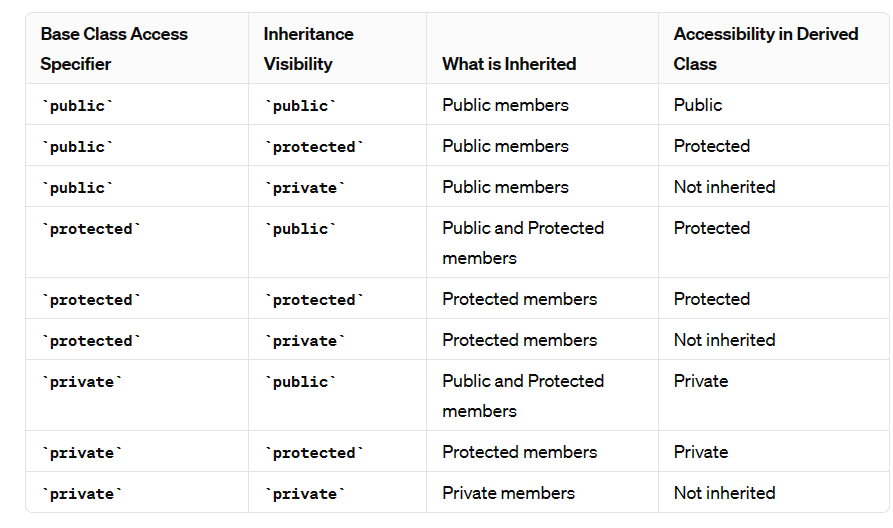 Base Class Access Specifier | Inheritance Visibility | What is Inherited | Accessibility in Derived Class
`public` | `public` | Public members | Public
`public` | `protected` | Public members | Protected
`public` | `private` | Public members | Not inherited
`protected` | `public` | Public and Protected members | Protected
`protected` | `protected` | Protected members | Protected
`protected` | `private` | Protected members | Not inherited
`private` | `public` | Public and Protected members | Private
`private` | `protected` | Protected members | Private
`private` | `private` | Private members | Not inherited